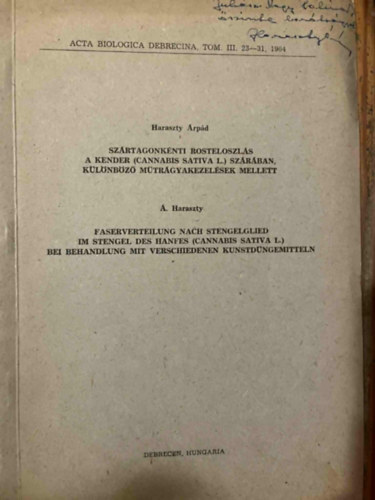 ACTA BIOLOGICA DEBRECINA, TOM. III. 23—31, 1964
Haraszty Árpád
SZÁRTAGONKÉNTI ROSTELOSZLÁS
A KENDER (CANNABIS SATIVA L.) SZÁRÁBAN,
KÜLÖNBÖZŐ MŰTRÁGYAKEZELÉSEK MELLETT
Á. Haraszty
FASERVERTEILUNG NACH STENGELGLIED
IM STENGEL DES HANFES (CANNABIS SATIVA L.)
BEI BEHANDLUNG MIT VERSCHIEDENEN KUNSTDÜNGEMITTELN
DEBRECEN, HUNGARIA